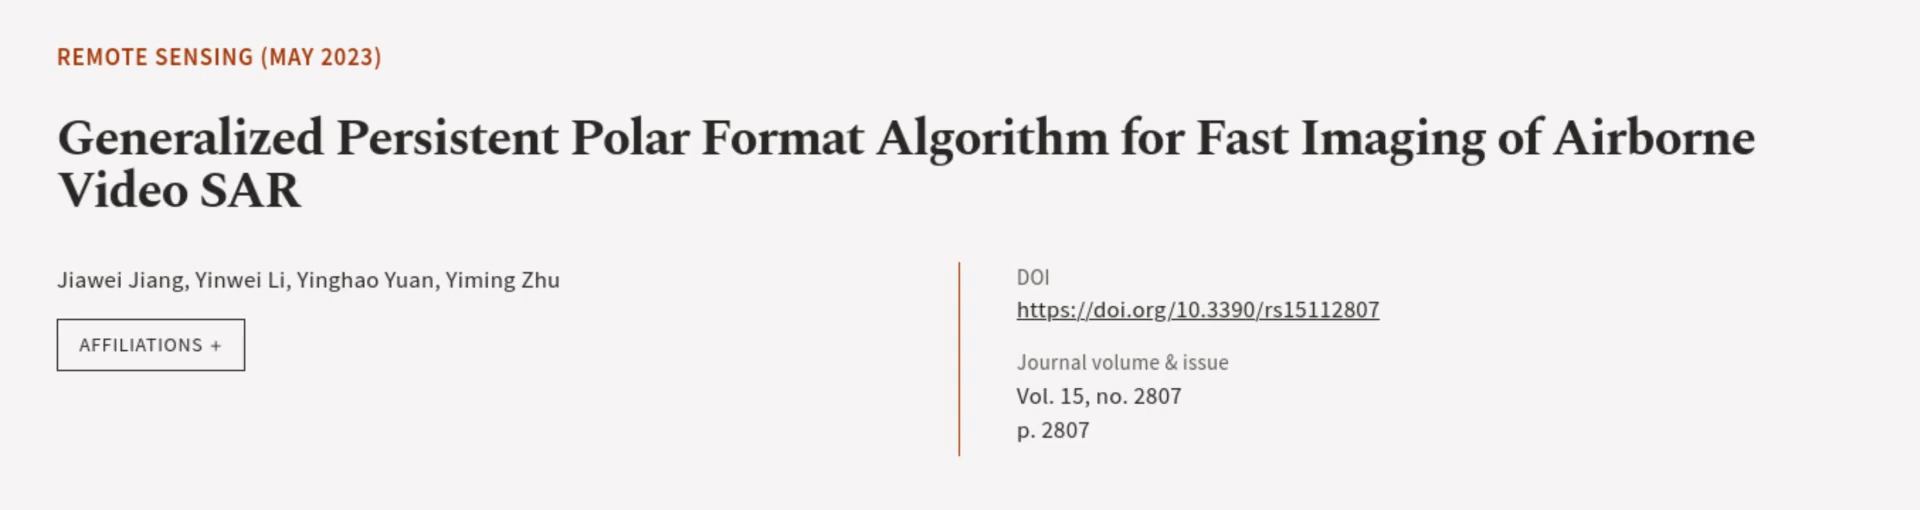 REMOTE SENSING (MAY 2023)
Generalized Persistent Polar Format Algorithm for Fast Imaging of Airborne
Video SAR
Jiawei Jiang, Yinwei Li, Yinghao Yuan, Yiming Zhu
AFFILIATIONS +
DOI
https://doi.org/10.3390/rs15112807
Journal volume & issue
Vol. 15, no. 2807
p. 2807